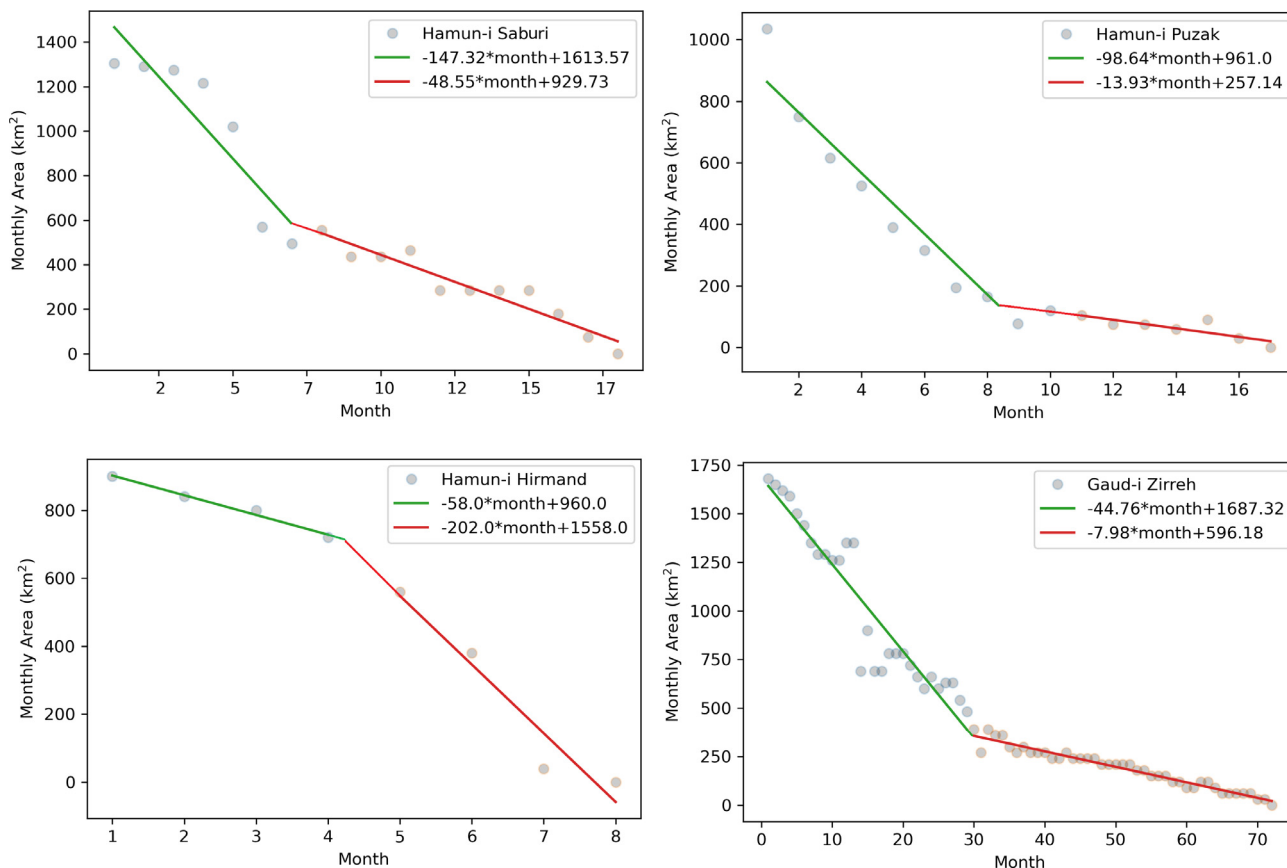 Hamun-i Saburi
-147.32*month+1613.57
-48.55*month+929.73
Monthly Area (km²)
1400
1200
1000
800
600
400
200
0
2
5
7
10
12
15
17
Month
Hamun-i Puzak
-98.64*month+961.0
-13.93*month+257.14
Monthly Area (km²)
1000
800
600
400
200
0
2
4
6
8
10
12
14
16
Month
Hamun-i Hirmand
-58.0*month+960.0
-202.0*month+1558.0
Monthly Area (km²)
800
600
400
200
0
1
2
3
4
5
6
7
8
Month
Gaud-i Zirreh
-44.76*month+1687.32
-7.98*month+596.18
Monthly Area (km²)
1750
1500
1250
1000
750
500
250
0
0
10
20
30
40
50
60
70
Month